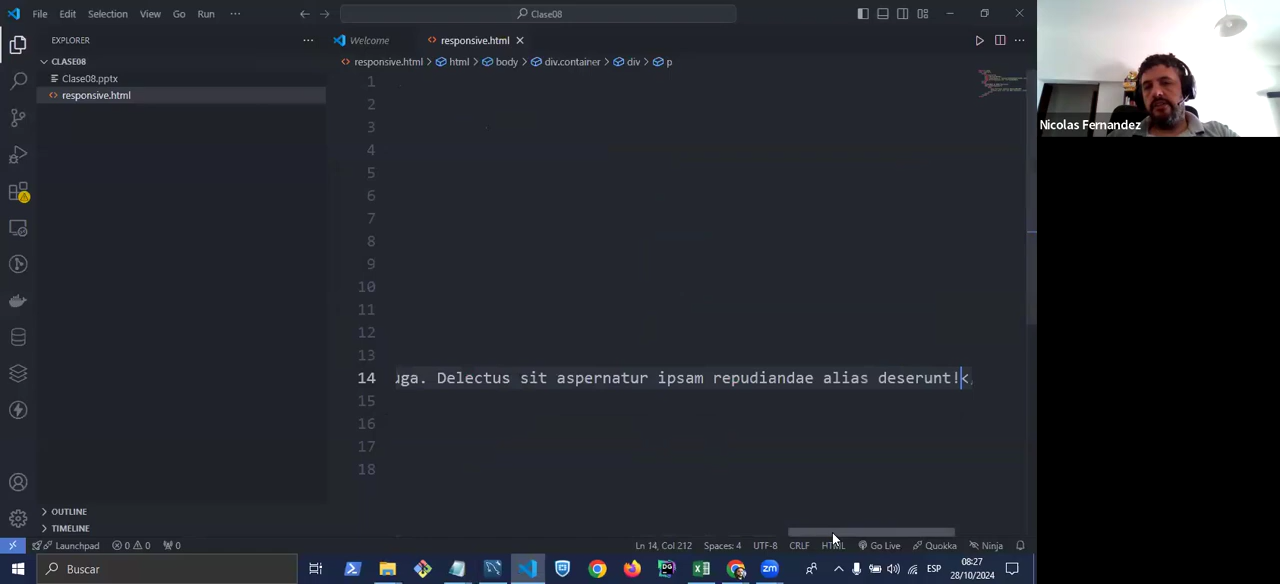 File Edit Selection View Go Run ··· Clase08
EXPLORER ···
CLASE08
Clase08.pptx
responsive.html
OUTLINE
TIMELINE
Welcome responsive.html
responsive.html > html > body > div.container > div > p
1
2
3
4
5
6
7
8
9
10
11
12
13
14 uga. Delectus sit aspernatur ipsam repudiandae alias deserunt!<
15
16
17
18
Nicolas Fernandez
Launchpad 0 0 0 Ln 14, Col 212 Spaces: 4 UTF-8 CRLF HTML Go Live Quokka Ninja
Buscar ESP 08:27
28/10/2024